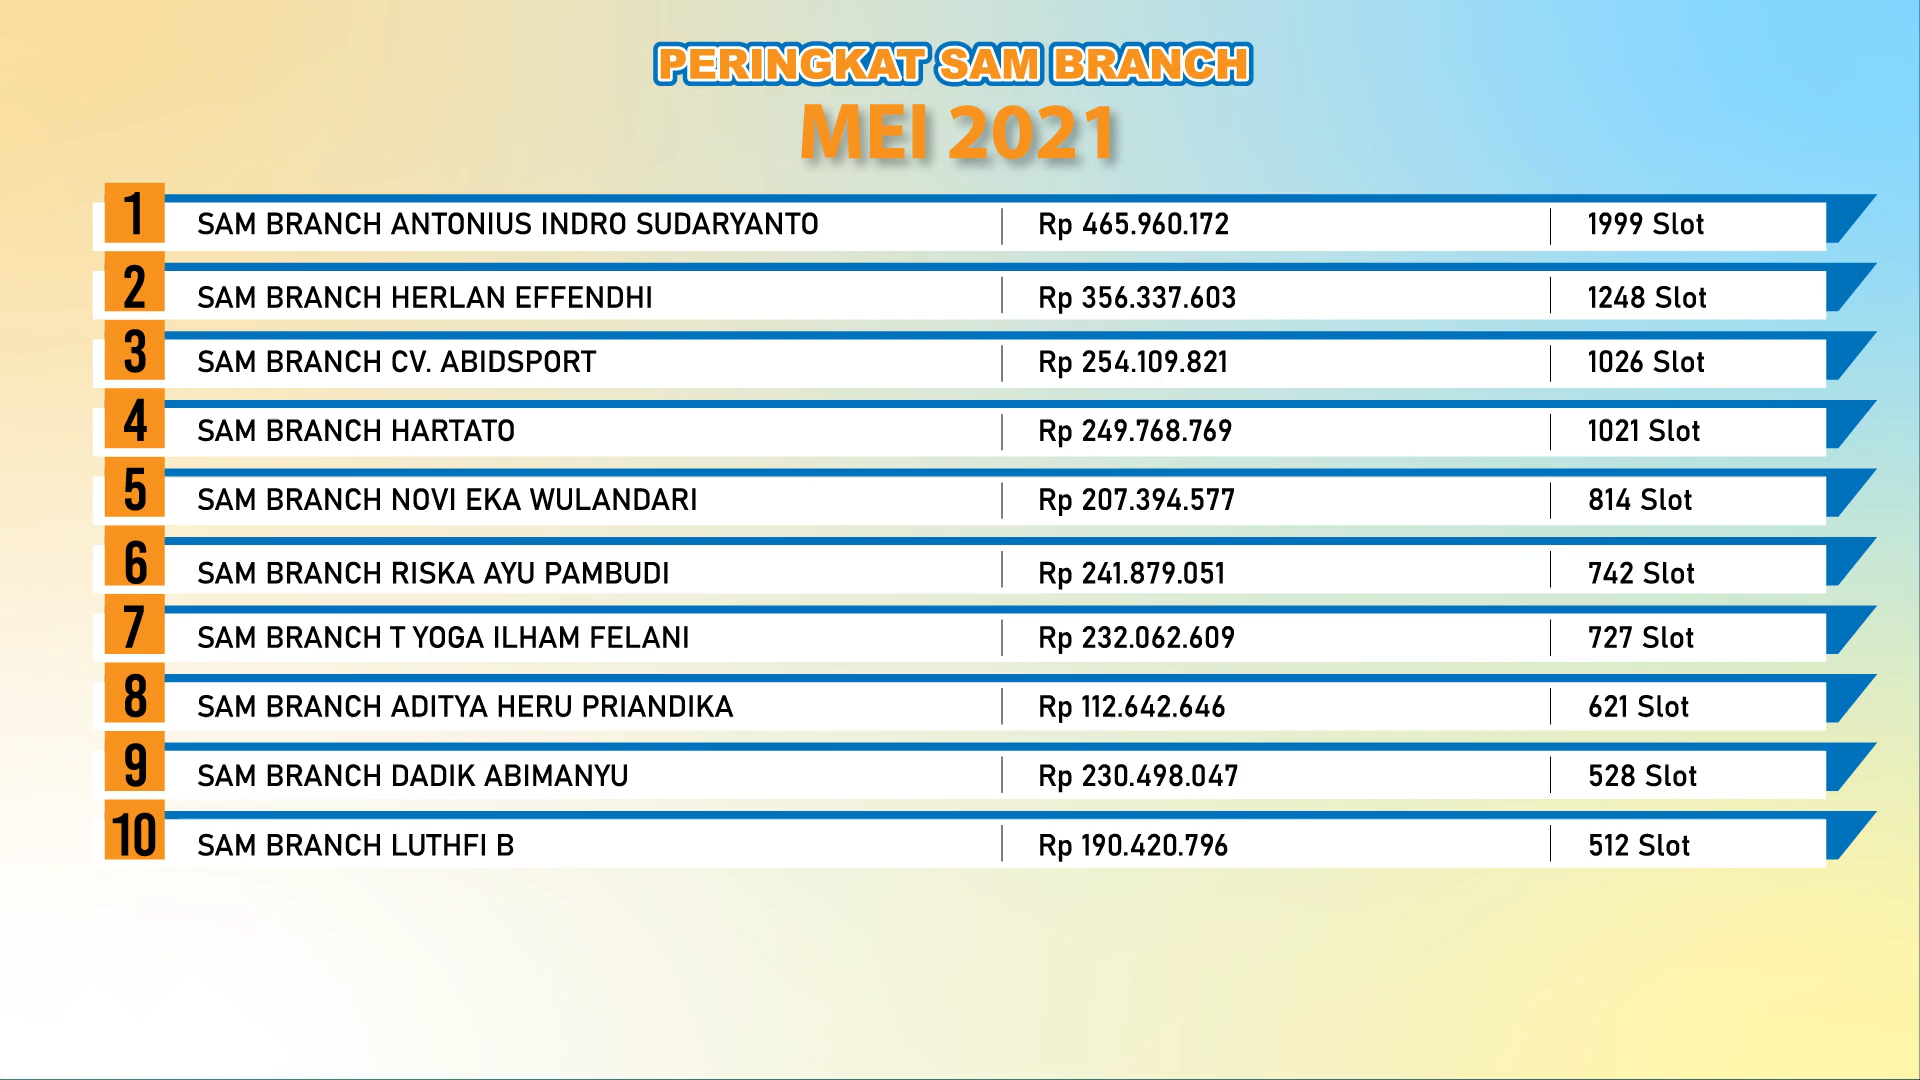 PERINGKAT SAM BRANCH
MEI 2021
1 SAM BRANCH ANTONIUS INDRO SUDARYANTO Rp 465.960.172 1999 Slot
2 SAM BRANCH HERLAN EFFENDHI Rp 356.337.603 1248 Slot
3 SAM BRANCH CV. ABIDSPORT Rp 254.109.821 1026 Slot
4 SAM BRANCH HARTATO Rp 249.768.769 1021 Slot
5 SAM BRANCH NOVI EKA WULANDARI Rp 207.394.577 814 Slot
6 SAM BRANCH RISKA AYU PAMBUDI Rp 241.879.051 742 Slot
7 SAM BRANCH T YOGA ILHAM FELANI Rp 232.062.609 727 Slot
8 SAM BRANCH ADITYA HERU PRIANDIKA Rp 112.642.646 621 Slot
9 SAM BRANCH DADIK ABIMANYU Rp 230.498.047 528 Slot
10 SAM BRANCH LUTHFI B Rp 190.420.796 512 Slot